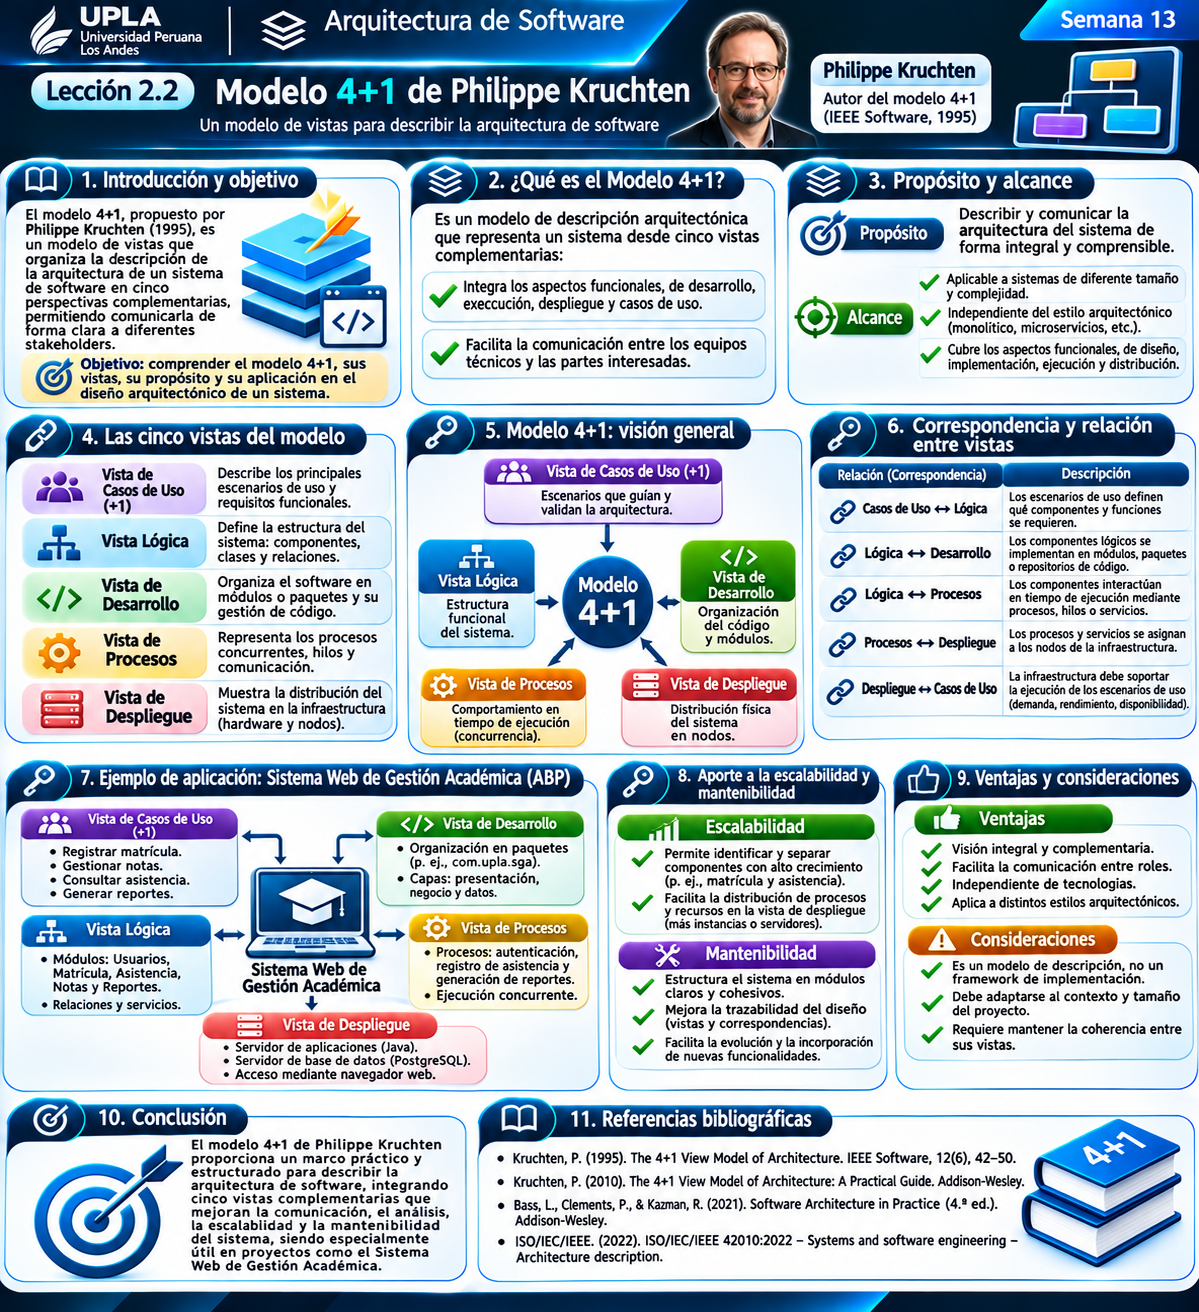 UPLA
Universidad Peruana
Los Andes
Arquitectura de Software
Semana 13
Lección 2.2
Modelo 4+1 de Philippe Kruchten
Un modelo de vistas para describir la arquitectura de software
Philippe Kruchten
Autor del modelo 4+1
(IEEE Software, 1995)
1. Introducción y objetivo
El modelo 4+1, propuesto por
Philippe Kruchten (1995), es
un modelo de vistas que
organiza la descripción de
la arquitectura de un sistema
de software en cinco
perspectivas complementarias,
permitiendo comunicarla de
forma clara a diferentes
stakeholders.
</>
Objetivo: comprender el modelo 4+1, sus
vistas, su propósito y su aplicación en el
diseño arquitectónico de un sistema.
2. ¿Qué es el Modelo 4+1?
Es un modelo de descripción arquitectónica
que representa un sistema desde cinco vistas
complementarias:
Integra los aspectos funcionales, de desarrollo,
execcución, despliegue y casos de uso.
Facilita la comunicación entre los equipos
técnicos y las partes interesadas.
3. Propósito y alcance
Propósito
Describir y comunicar la
arquitectura del sistema de
forma integral y comprensible.
Alcance
Aplicable a sistemas de diferente tamaño
y complejidad.
Independiente del estilo arquitectónico
(monolítico, microservicios, etc.).
Cubre los aspectos funcionales, de diseño,
implementación, ejecución y distribución.
4. Las cinco vistas del modelo
Vista de
Casos de Uso
(+1)
Describe los principales
escenarios de uso y
requisitos funcionales.
Vista Lógica
Define la estructura del
sistema: componentes,
clases y relaciones.
</>
Vista de
Desarrollo
Organiza el software en
módulos o paquetes y su
gestión de código.
Vista de
Procesos
Representa los procesos
concurrentes, hilos y
comunicación.
Vista de
Despliegue
Muestra la distribución del
sistema en la infraestructura
(hardware y nodos).
5. Modelo 4+1: visión general
Vista de Casos de Uso (+1)
Escenarios que guían y
validan la arquitectura.
Vista Lógica
Estructura
funcional
del sistema.
Modelo
4+1
</>
Vista de
Desarrollo
Organización
del código
y módulos.
Vista de Procesos
Comportamiento en
tiempo de ejecución
(concurrencia).
Vista de Despliegue
Distribución física
del sistema
en nodos.
6. Correspondencia y relación
entre vistas
Relación (Correspondencia)
Descripción
Casos de Uso ↔ Lógica
Los escenarios de uso definen
qué componentes y funciones
se requieren.
Lógica ↔ Desarrollo
Los componentes lógicos se
implementan en módulos, paquetes
o repositorios de código.
Lógica ↔ Procesos
Los componentes interactúan
en tiempo de ejecución mediante
procesos, hilos o servicios.
Procesos ↔ Despliegue
Los procesos y servicios se asignan
a los nodos de la infraestructura.
Despliegue ↔ Casos de Uso
La infraestructura debe soportar
la ejecución de los escenarios de uso
(demanda, rendimiento, disponibilidad).
7. Ejemplo de aplicación: Sistema Web de Gestión Académica (ABP)
Vista de Casos de Uso
(+1)
• Registrar matrícula.
• Gestionar notas.
• Consultar asistencia.
• Generar reportes.
</> Vista de Desarrollo
• Organización en paquetes
(p. ej., com.upla.sga).
• Capas: presentación,
negocio y datos.
Vista Lógica
• Módulos: Usuarios,
Matrícula, Asistencia,
Notas y Reportes.
• Relaciones y servicios.
Sistema Web de
Gestión Académica
Vista de Procesos
• Procesos: autenticación,
registro de asistencia y
generación de reportes.
• Ejecución concurrente.
Vista de Despliegue
• Servidor de aplicaciones (Java).
• Servidor de base de datos (PostgreSQL).
• Acceso mediante navegador web.
8. Aporte a la escalabilidad y
mantenibilidad
Escalabilidad
Permite identificar y separar
componentes con alto crecimiento
(p. ej., matrícula y asistencia).
Facilita la distribución de procesos
y recursos en la vista de despliegue
(más instancias o servidores).
Mantenibilidad
Estructura el sistema en módulos
claros y cohesivos.
Mejora la trazabilidad del diseño
(vistas y correspondencias).
Facilita la evolución y la incorporación
de nuevas funcionalidades.
9. Ventajas y consideraciones
Ventajas
Visión integral y complementaria.
Facilita la comunicación entre roles.
Independiente de tecnologías.
Aplica a distintos estilos arquitectónicos.
Consideraciones
Es un modelo de descripción, no un
framework de implementación.
Debe adaptarse al contexto y tamaño
del proyecto.
Requiere mantener la coherencia entre
sus vistas.
10. Conclusión
El modelo 4+1 de Philippe Kruchten
proporciona un marco práctico y
estructurado para describir la
arquitectura de software, integrando
cinco vistas complementarias que
mejoran la comunicación, el análisis,
la escalablidad y la mantenibilidad
del sistema, siendo especialmente
útil en proyectos como el Sistema
Web de Gestión Académica.
11. Referencias bibliográficas
• Kruchten, P. (1995). The 4+1 View Model of Architecture. IEEE Software, 12(6), 42–50.
• Kruchten, P. (2010). The 4+1 View Model of Architecture: A Practical Guide. Addison-Wesley.
• Bass, L., Clements, P., & Kazman, R. (2021). Software Architecture in Practice (4.ª ed.).
Addison-Wesley.
• ISO/IEC/IEEE. (2022). ISO/IEC/IEEE 42010:2022 – Systems and software engineering –
Architecture description.
4+1